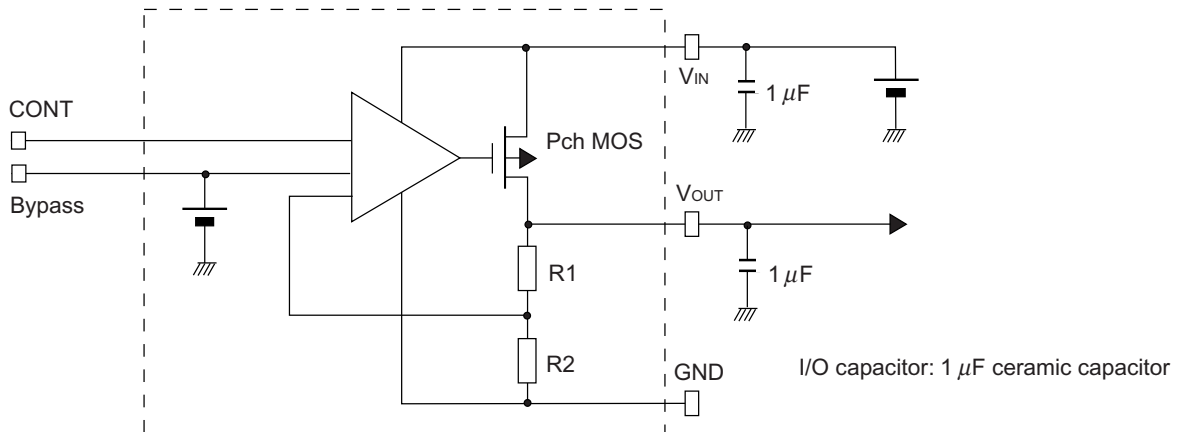 VIN
1 μF
CONT
Pch MOS
Bypass
VOUT
R1
1 μF
R2
GND
I/O capacitor: 1 μF ceramic capacitor